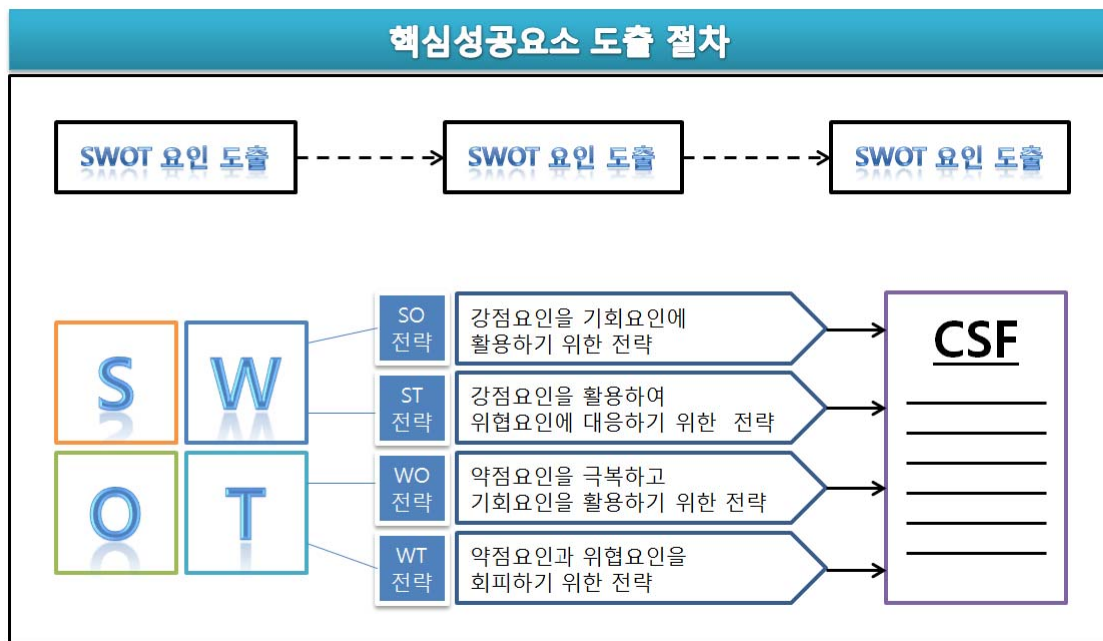 핵심성공요소 도출 절차
SWOT 요인 도출
SWOT 요인 도출
SWOT 요인 도출
S
W
O
T
SO
전략
강점요인을 기회요인에
활용하기 위한 전략
ST
전략
강점요인을 활용하여
위협요인에 대응하기 위한 전략
WO
전략
약점요인을 극복하고
기회요인을 활용하기 위한 전략
WT
전략
약점요인과 위협요인을
회피하기 위한 전략
CSF